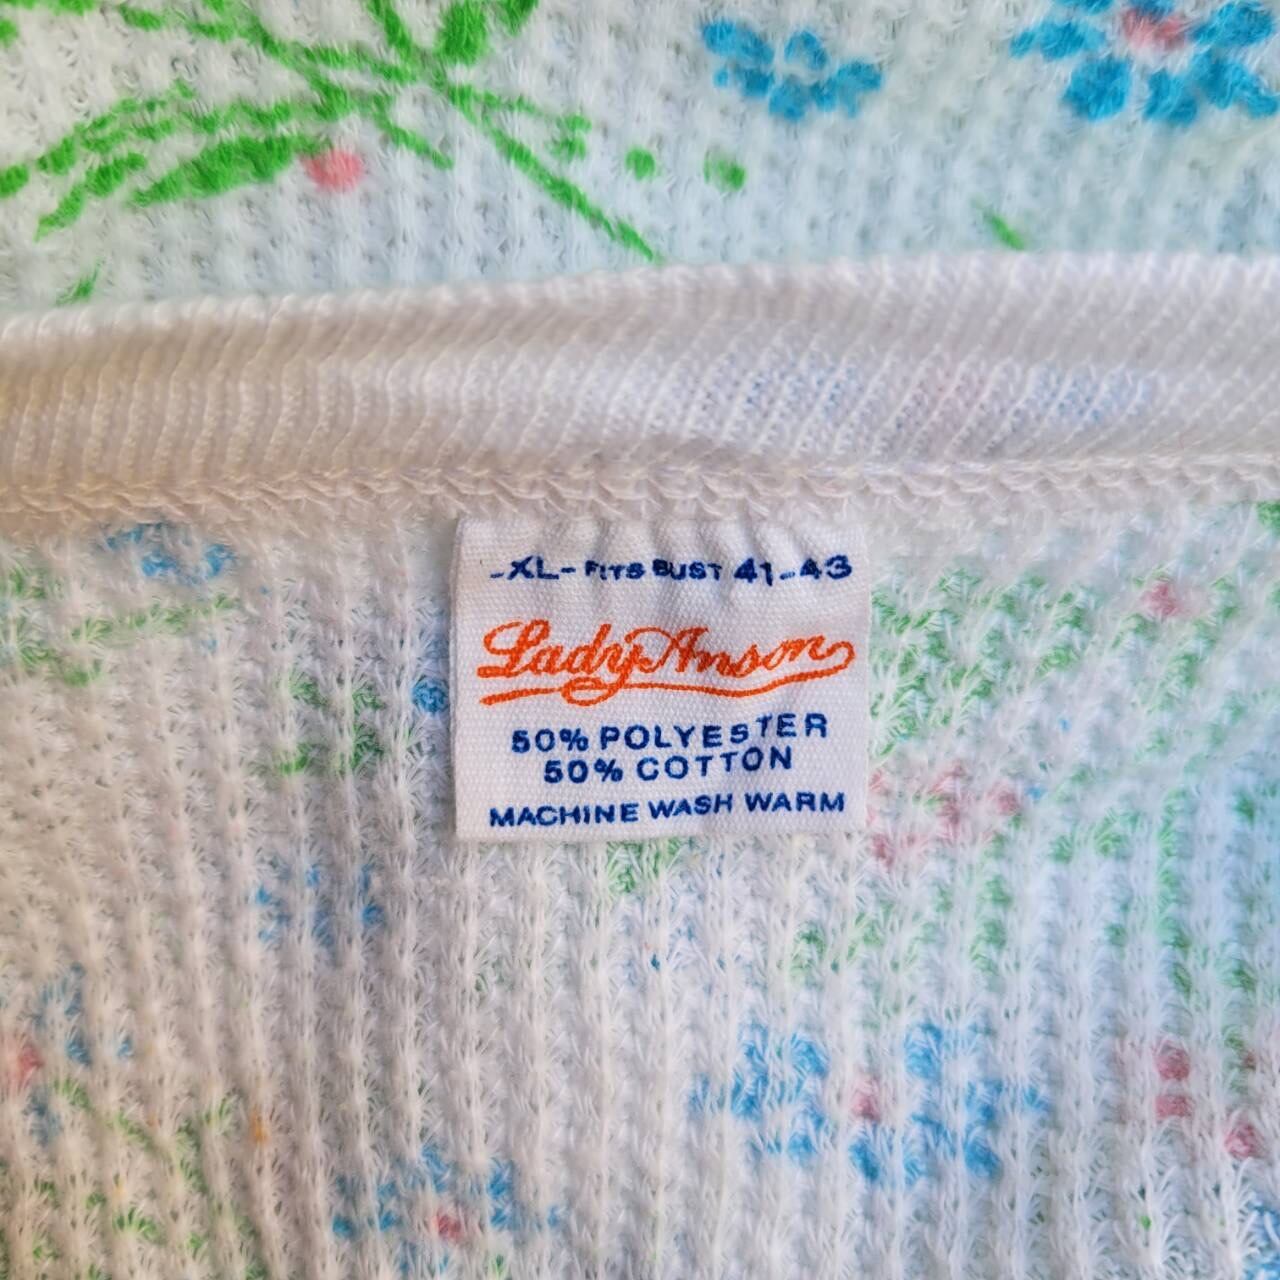 -XL- FITS BUST 41-43
Lady Anson
50% POLYESTER
50% COTTON
MACHINE WASH WARM